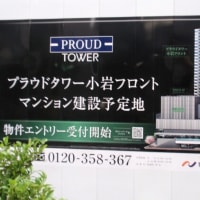 PROUD
TOWER
プラウドタワー小岩フロント
マンション建設予定地
物件エントリー受付開始
0120-358-367